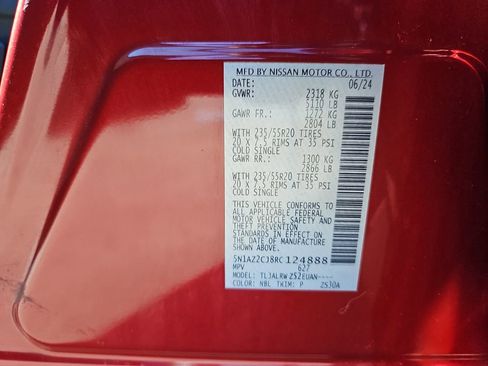 MFD BY NISSAN MOTOR CO., LTD.
DATE: 06/24
GVWR: 2318 KG
5110 LB
GAWR FR.: 1272 KG
2804 LB
WITH 235/55R20 TIRES
20 X 7.5 RIMS AT 35 PSI
COLD SINGLE
GAWR RR.: 1300 KG
2866 LB
WITH 235/55R20 TIRES
20 X 7.5 RIMS AT 35 PSI
COLD SINGLE
THIS VEHICLE CONFORMS TO
ALL APPLICABLE FEDERAL
MOTOR VEHICLE SAFETY AND
THEFT PREVENTION
STANDARDS IN EFFECT ON
THE DATE OF MANUFACTURE
SHOWN ABOVE.
5N1AZ2CJ8RC124888
MPV 627
MODEL: TLJALRWZS2EUAN----
COLOR: NBL TRIM: P ZS30A